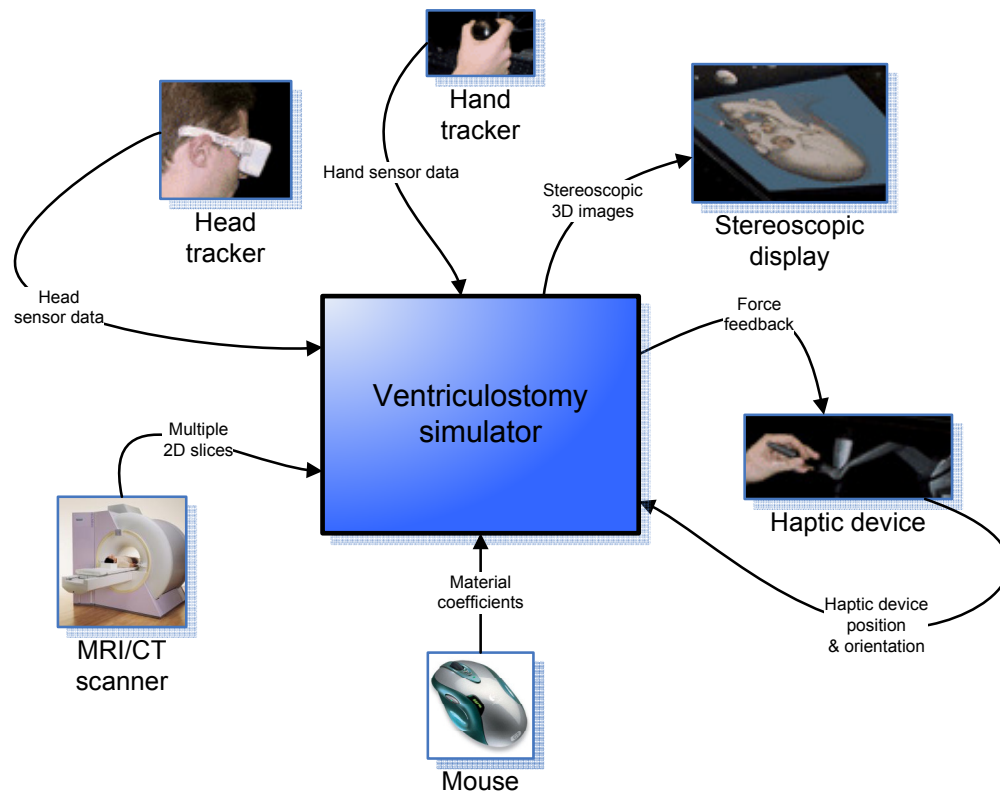 Hand
tracker
Hand sensor data
Head
tracker
Head
sensor data
Stereoscopic
3D images
Stereoscopic
display
Force
feedback
Ventriculostomy
simulator
Multiple
2D slices
Haptic device
MRI/CT
scanner
Material
coefficients
Haptic device
position
& orientation
Mouse